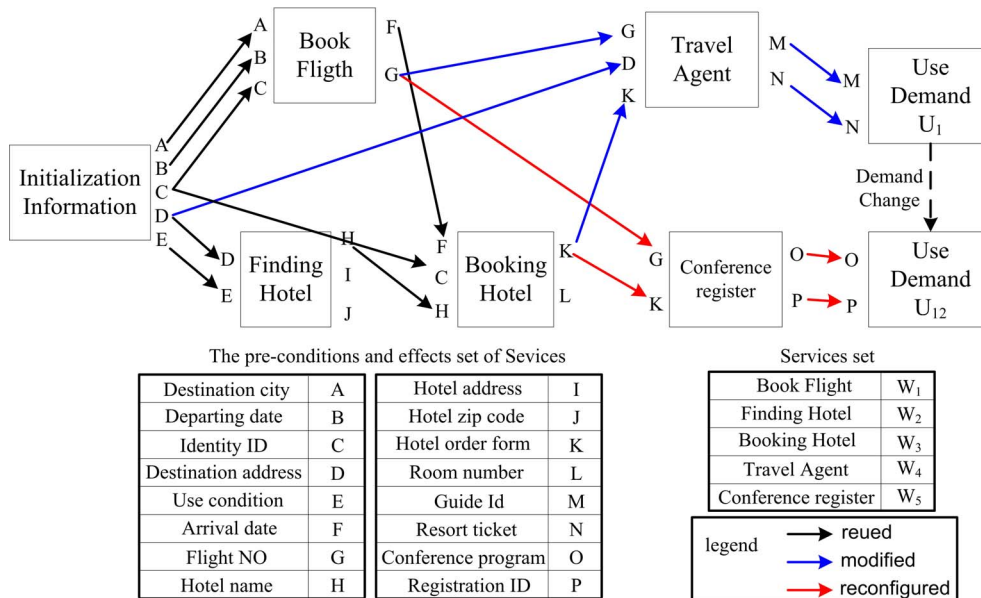 A
B
C
Book
Fligth
F
G
G
D
K
Travel
Agent
M
N
M
N
Use
Demand
U1
Initialization
Information
A
B
C
D
E
Demand
Change
D
E
Finding
Hotel
H
I
J
F
C
H
Booking
Hotel
K
L
G
K
Conference
register
O
P
O
P
Use
Demand
U12
The pre-conditions and effects set of Sevices
Destination city A
Departing date B
Identity ID C
Destination address D
Use condition E
Arrival date F
Flight NO G
Hotel name H
Hotel address I
Hotel zip code J
Hotel order form K
Room number L
Guide Id M
Resort ticket N
Conference program O
Registration ID P
Services set
Book Flight W1
Finding Hotel W2
Booking Hotel W3
Travel Agent W4
Conference register W5
legend
reued
modified
reconfigured